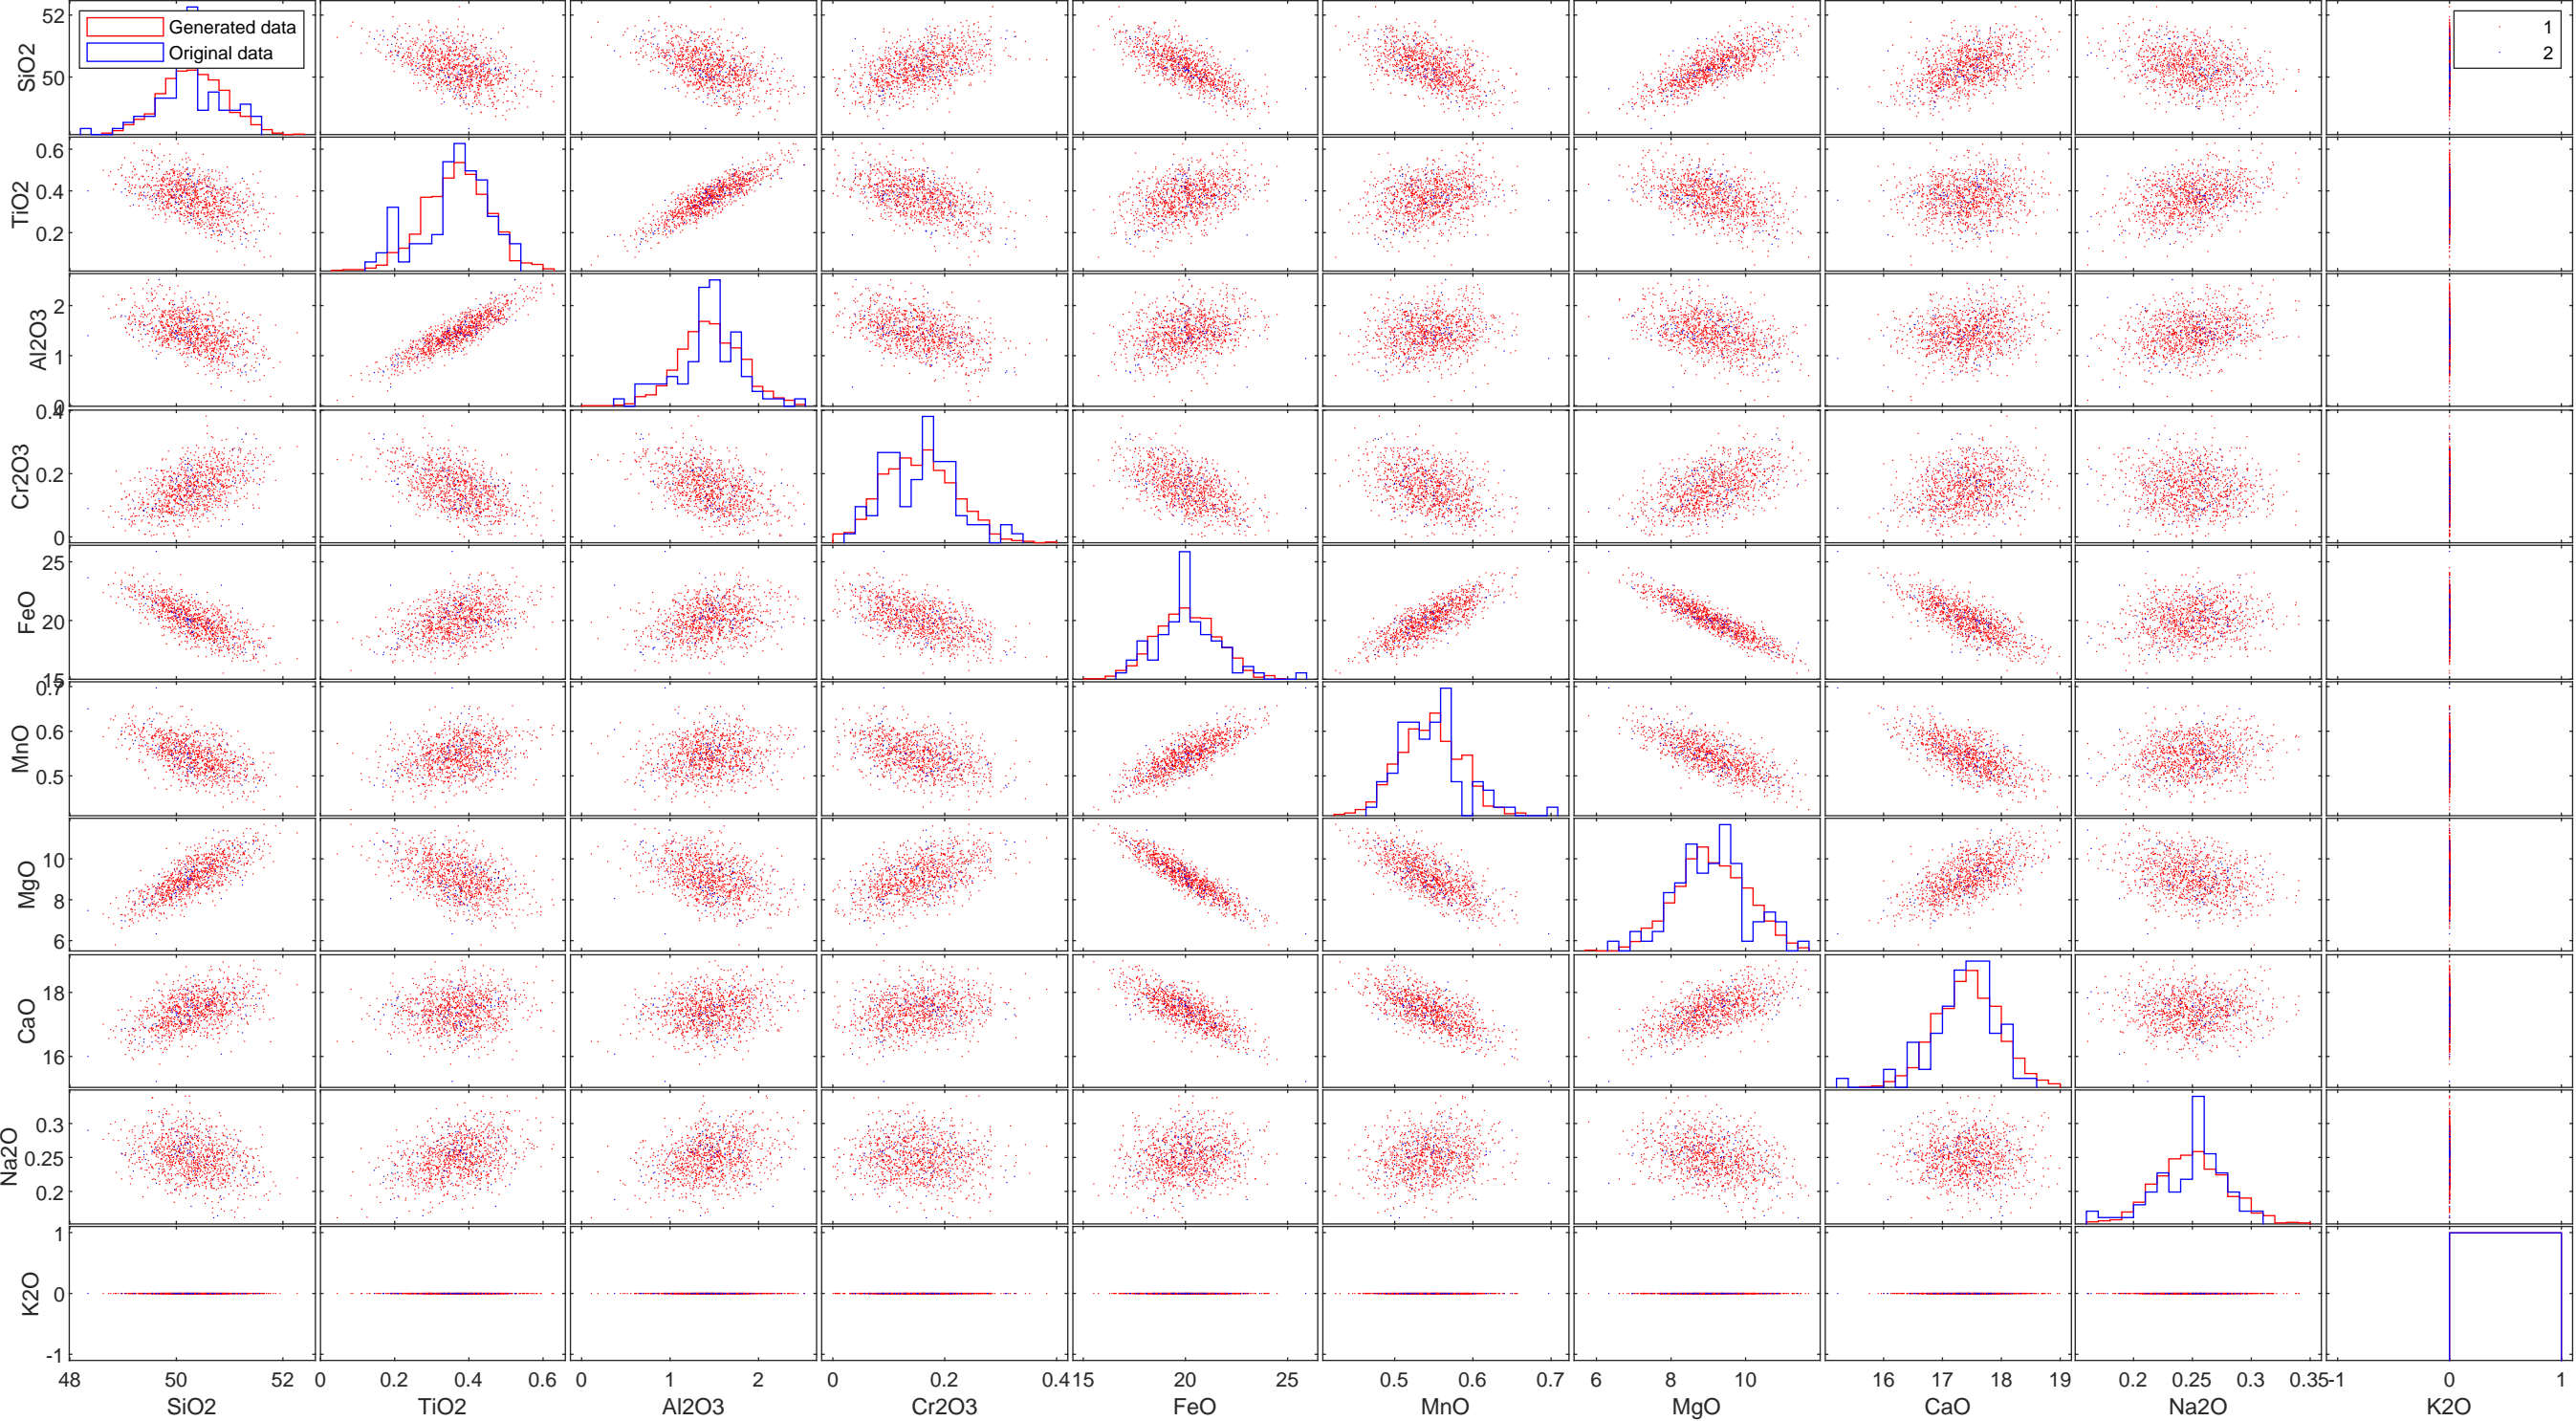 Generated data
Original data
1
2
SiO2
52
50
TiO2
0.6
0.4
0.2
Al2O3
2
1
0
Cr2O3
0.4
0.2
0
FeO
25
20
15
MnO
0.7
0.6
0.5
MgO
10
8
6
CaO
18
16
Na2O
0.3
0.25
0.2
K2O
1
0
-1
48 50 52 0 0.2 0.4 0.6 0 1 2 0 0.2 0.4 15 20 25 0.5 0.6 0.7 6 8 10 16 17 18 19 0.2 0.25 0.3 0.35 -1 0 1
SiO2 TiO2 Al2O3 Cr2O3 FeO MnO MgO CaO Na2O K2O